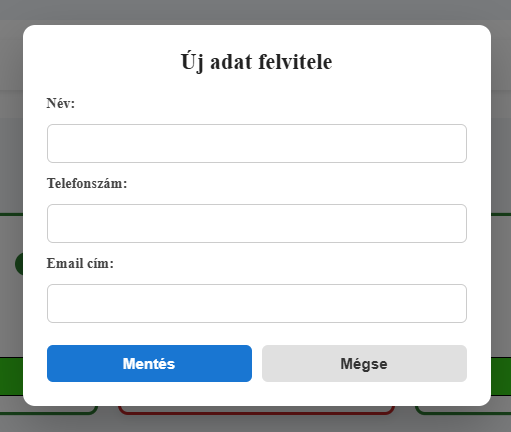 Új adat felvitele
Név:
Telefonszám:
Email cím:
Mentés Mégse